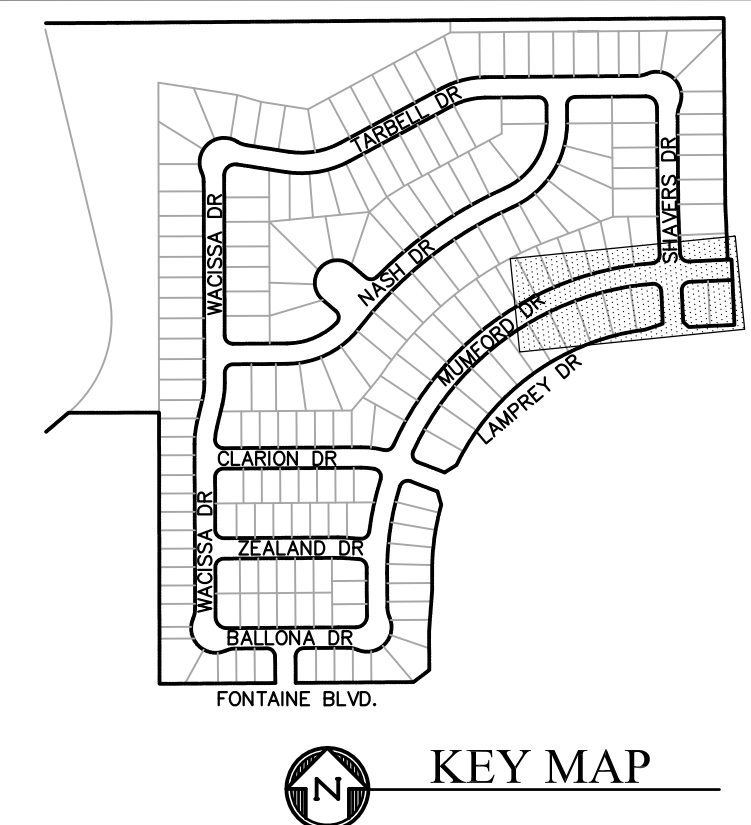 TARBELL DR
SHAVERS DR
WACISSA DR
NASH DR
MUMFORD DR
LAMPREY DR
CLARION DR
WACISSA DR
ZEALAND DR
BALLONA DR
FONTAINE BLVD.
N
KEY MAP